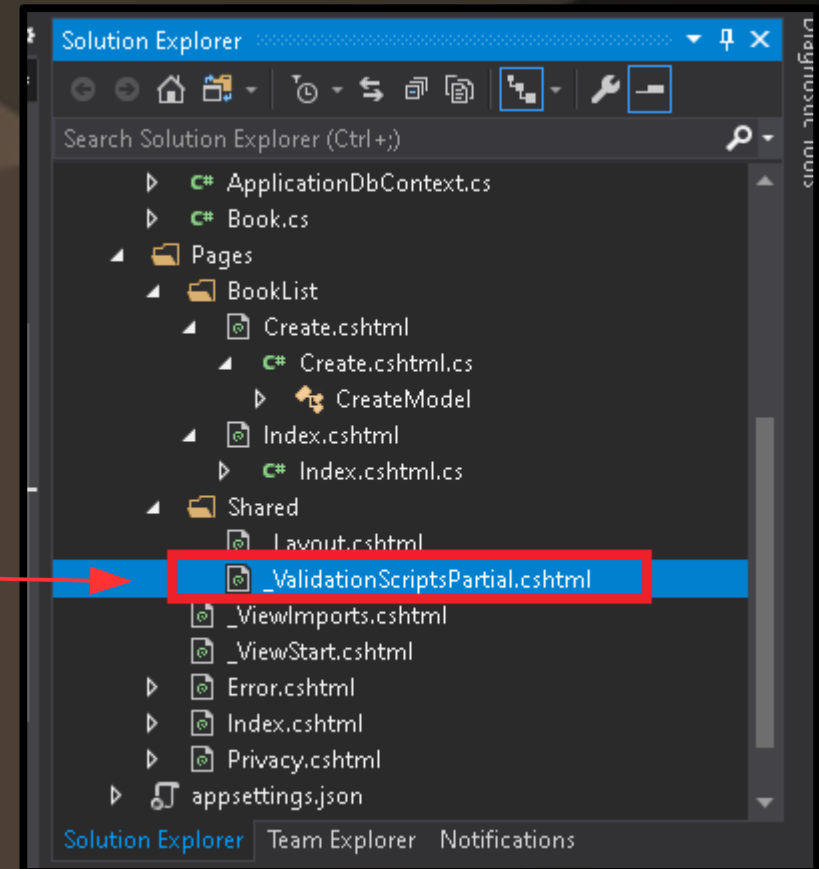 Solution Explorer
Search Solution Explorer (Ctrl+;)
C# ApplicationDbContext.cs
C# Book.cs
Pages
BookList
Create.cshtml
C# Create.cshtml.cs
CreateModel
Index.cshtml
C# Index.cshtml.cs
Shared
_Layout.cshtml
_ValidationScriptsPartial.cshtml
_ViewImports.cshtml
_ViewStart.cshtml
Error.cshtml
Index.cshtml
Privacy.cshtml
appsettings.json
Solution Explorer Team Explorer Notifications
Diagnostic Tools